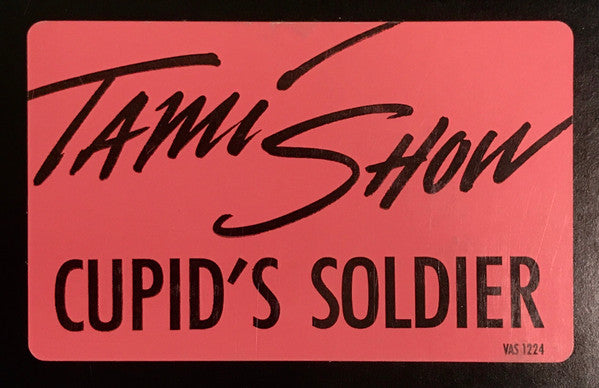 TAMI SHOW
CUPID'S SOLDIER
VAS 1224